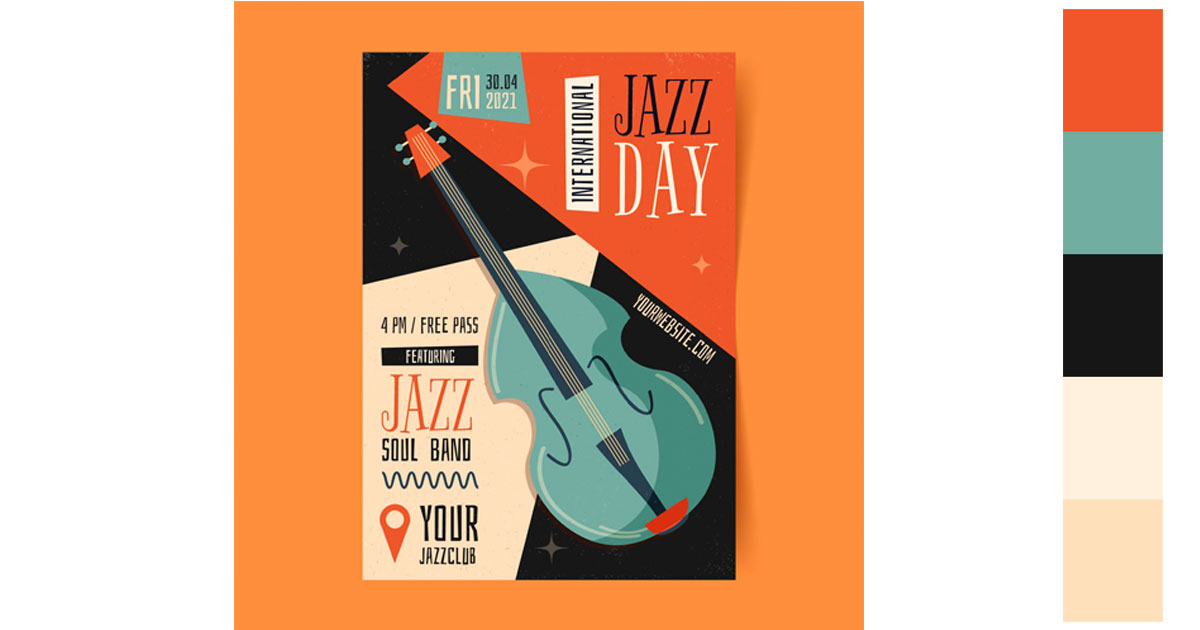 FRI 30.04
2021
INTERNATIONAL
JAZZ
DAY
YOURWEBSITE.COM
4 PM / FREE PASS
FEATURING
JAZZ
SOUL BAND
YOUR
JAZZCLUB